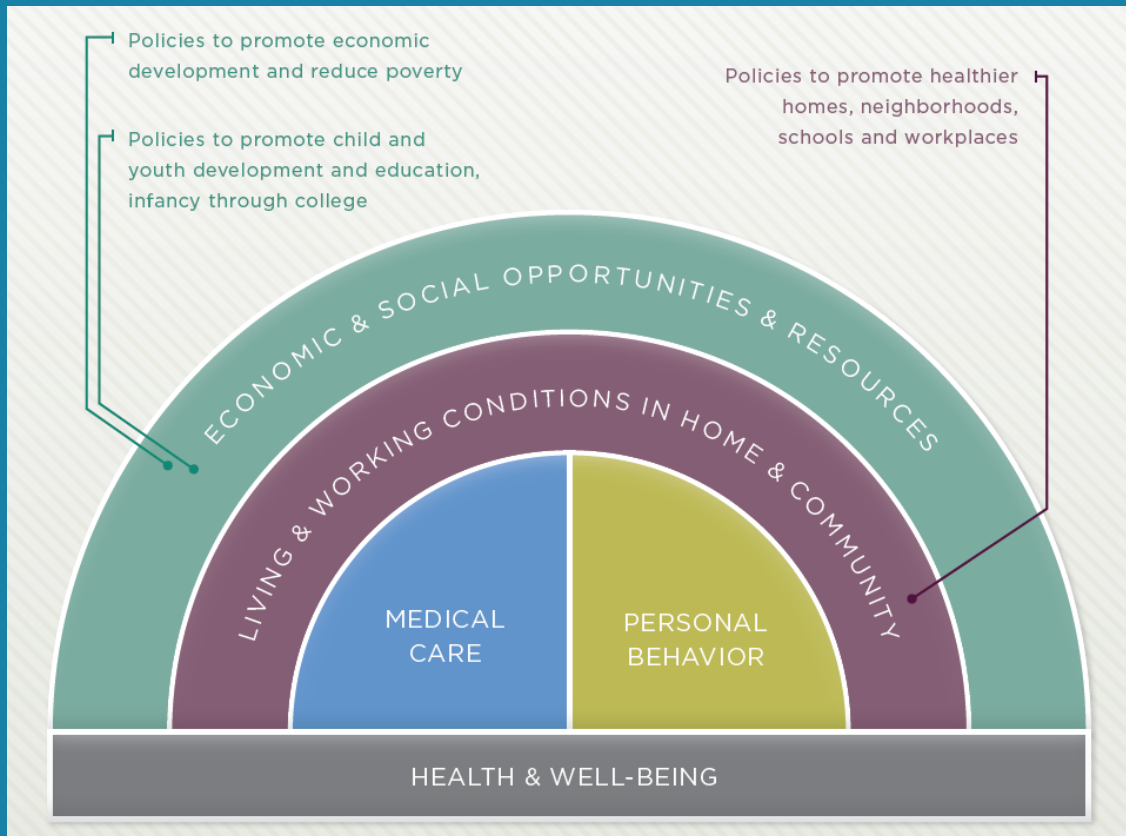 Policies to promote economic
development and reduce poverty
Policies to promote child and
youth development and education,
infancy through college
Policies to promote healthier
homes, neighborhoods,
schools and workplaces
ECONOMIC & SOCIAL OPPORTUNITIES & RESOURCES
LIVING & WORKING CONDITIONS IN HOME & COMMUNITY
MEDICAL
CARE
PERSONAL
BEHAVIOR
HEALTH & WELL-BEING